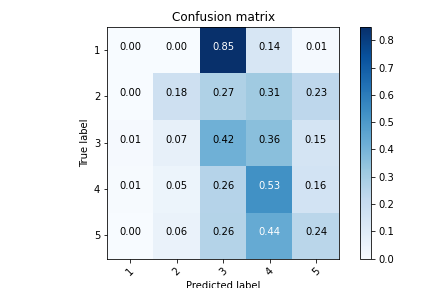 Confusion matrix
1 0.00 0.00 0.85 0.14 0.01
2 0.00 0.18 0.27 0.31 0.23
3 0.01 0.07 0.42 0.36 0.15
4 0.01 0.05 0.26 0.53 0.16
5 0.00 0.06 0.26 0.44 0.24
1 2 3 4 5
True label
Predicted label
0.8
0.7
0.6
0.5
0.4
0.3
0.2
0.1
0.0